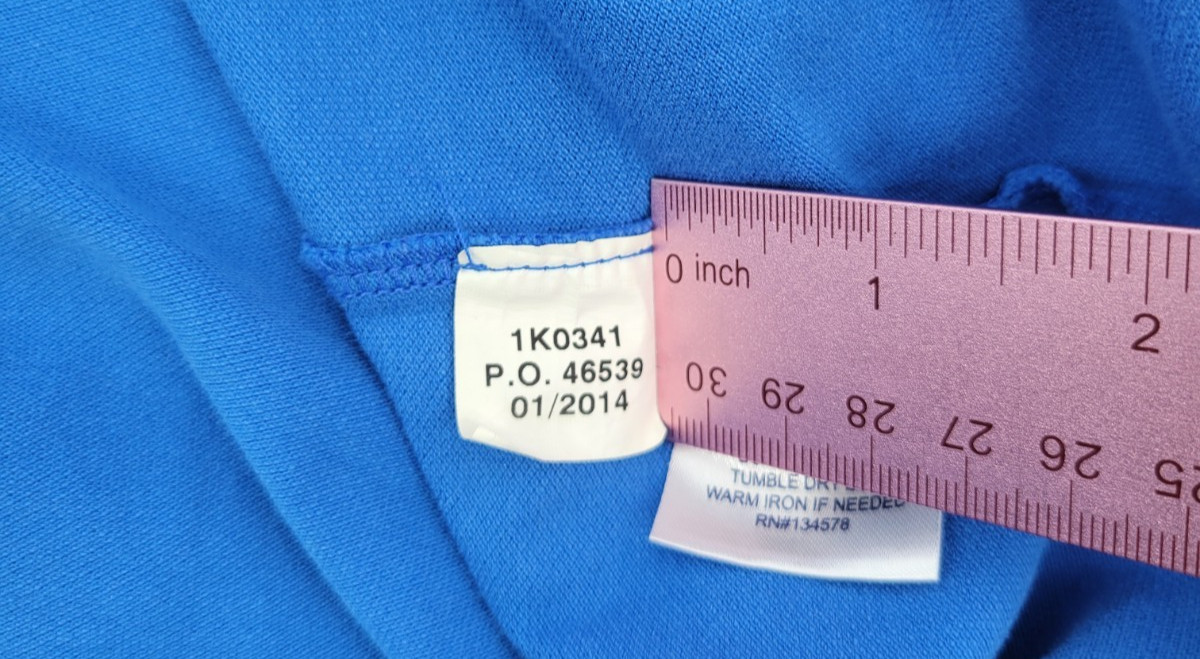 1K0341
P.O. 46539
01/2014
0 inch
1
2
30
29
28
27
26
25
TUMBLE DRY
WARM IRON IF NEEDED
RN#134578